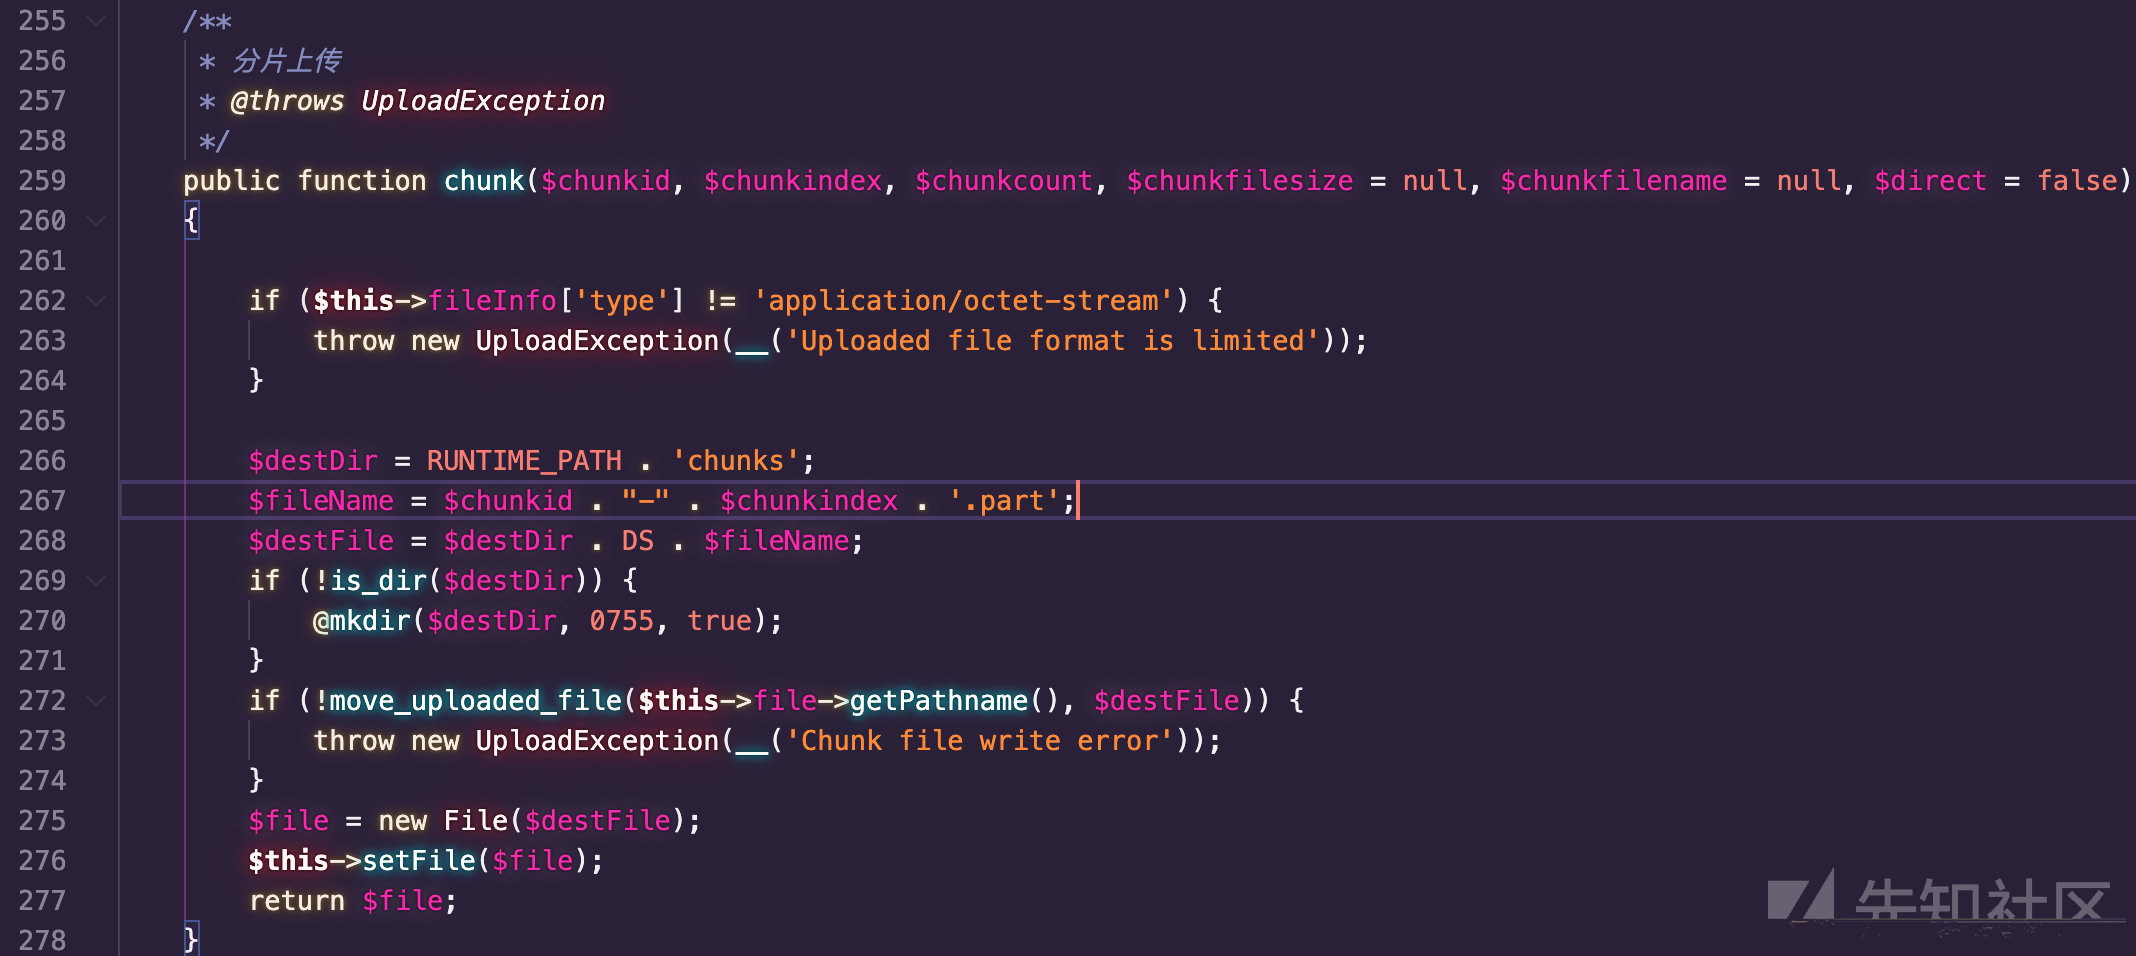 255 /**
256 * 分片上传
257 * @throws UploadException
258 */
259 public function chunk($chunkid, $chunkindex, $chunkcount, $chunkfilesize = null, $chunkfilename = null, $direct = false)
260 {
261
262 if ($this->fileInfo['type'] != 'application/octet-stream') {
263 throw new UploadException(__('Uploaded file format is limited'));
264 }
265
266 $destDir = RUNTIME_PATH . 'chunks';
267 $fileName = $chunkid . "-" . $chunkindex . '.part';
268 $destFile = $destDir . DS . $fileName;
269 if (!is_dir($destDir)) {
270 @mkdir($destDir, 0755, true);
271 }
272 if (!move_uploaded_file($this->file->getPathname(), $destFile)) {
273 throw new UploadException(__('Chunk file write error'));
274 }
275 $file = new File($destFile);
276 $this->setFile($file);
277 return $file;
278 }
先知社区